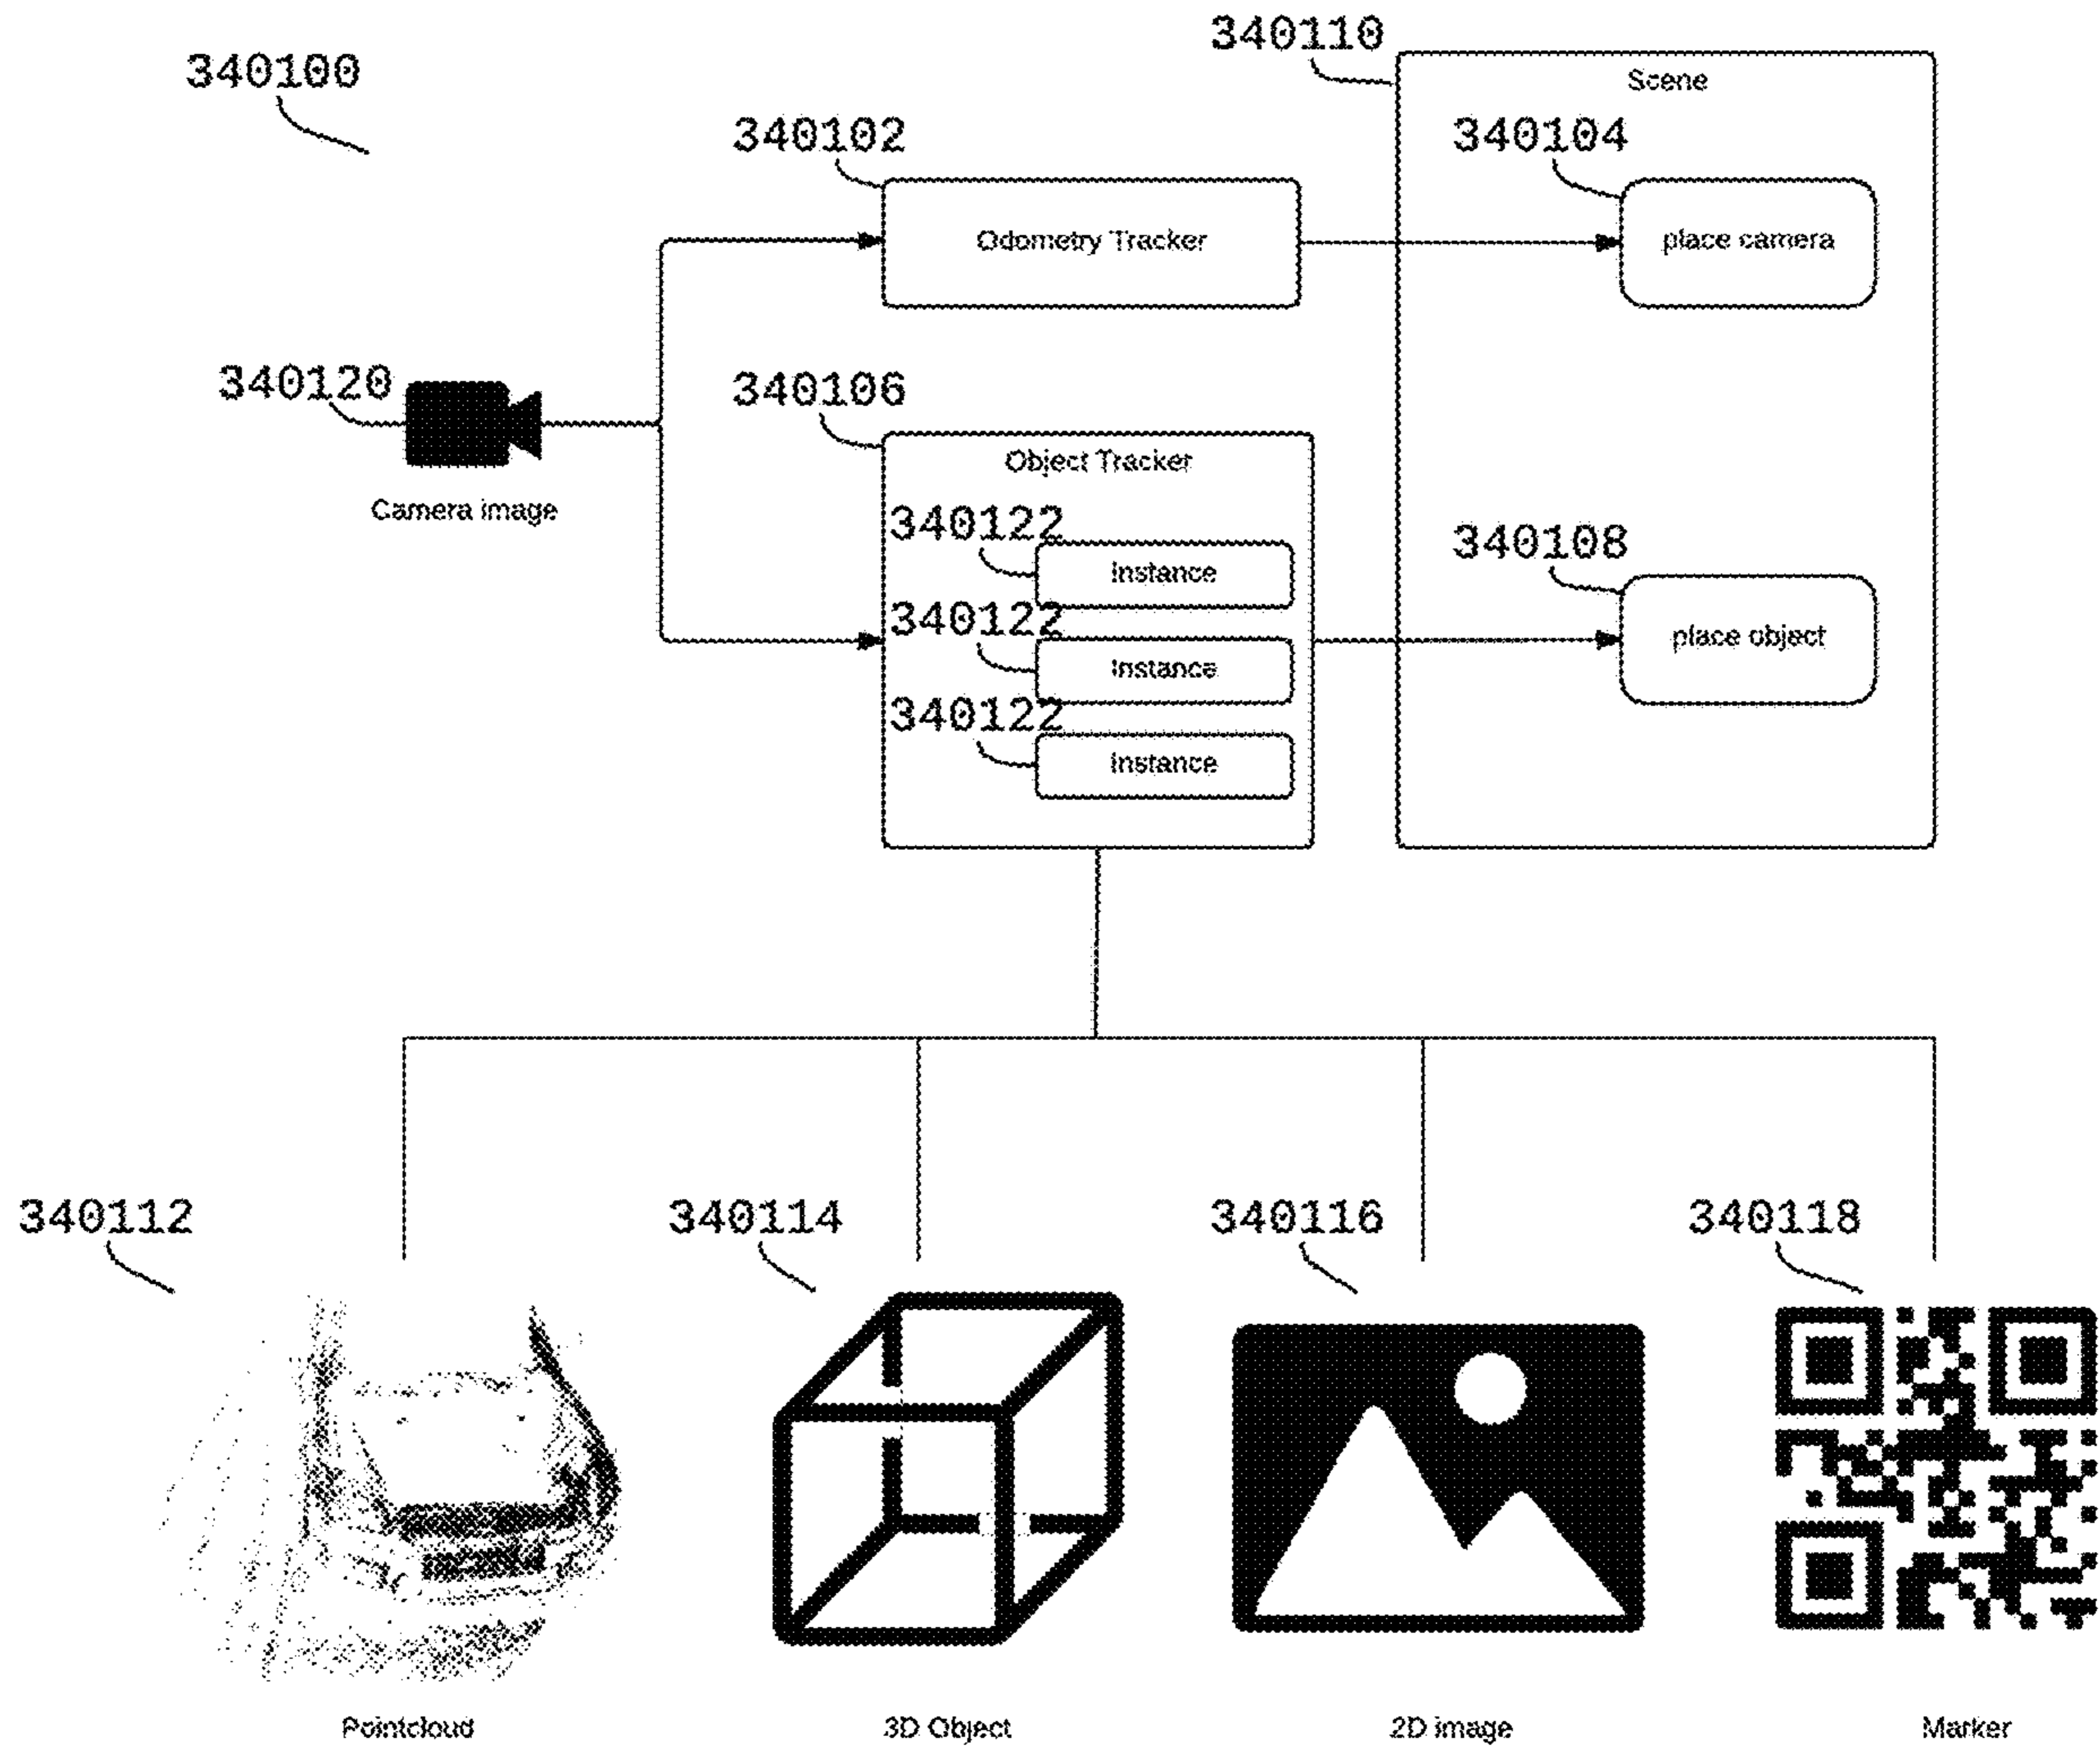 340110
Scene
340100
340102
340104
Odometry Tracker
place camera
340120
Camera image
340106
Object Tracker
340122
Instance
340122
Instance
340122
Instance
340108
place object
340112
340114
340116
340118
Pointcloud
3D Object
2D image
Marker